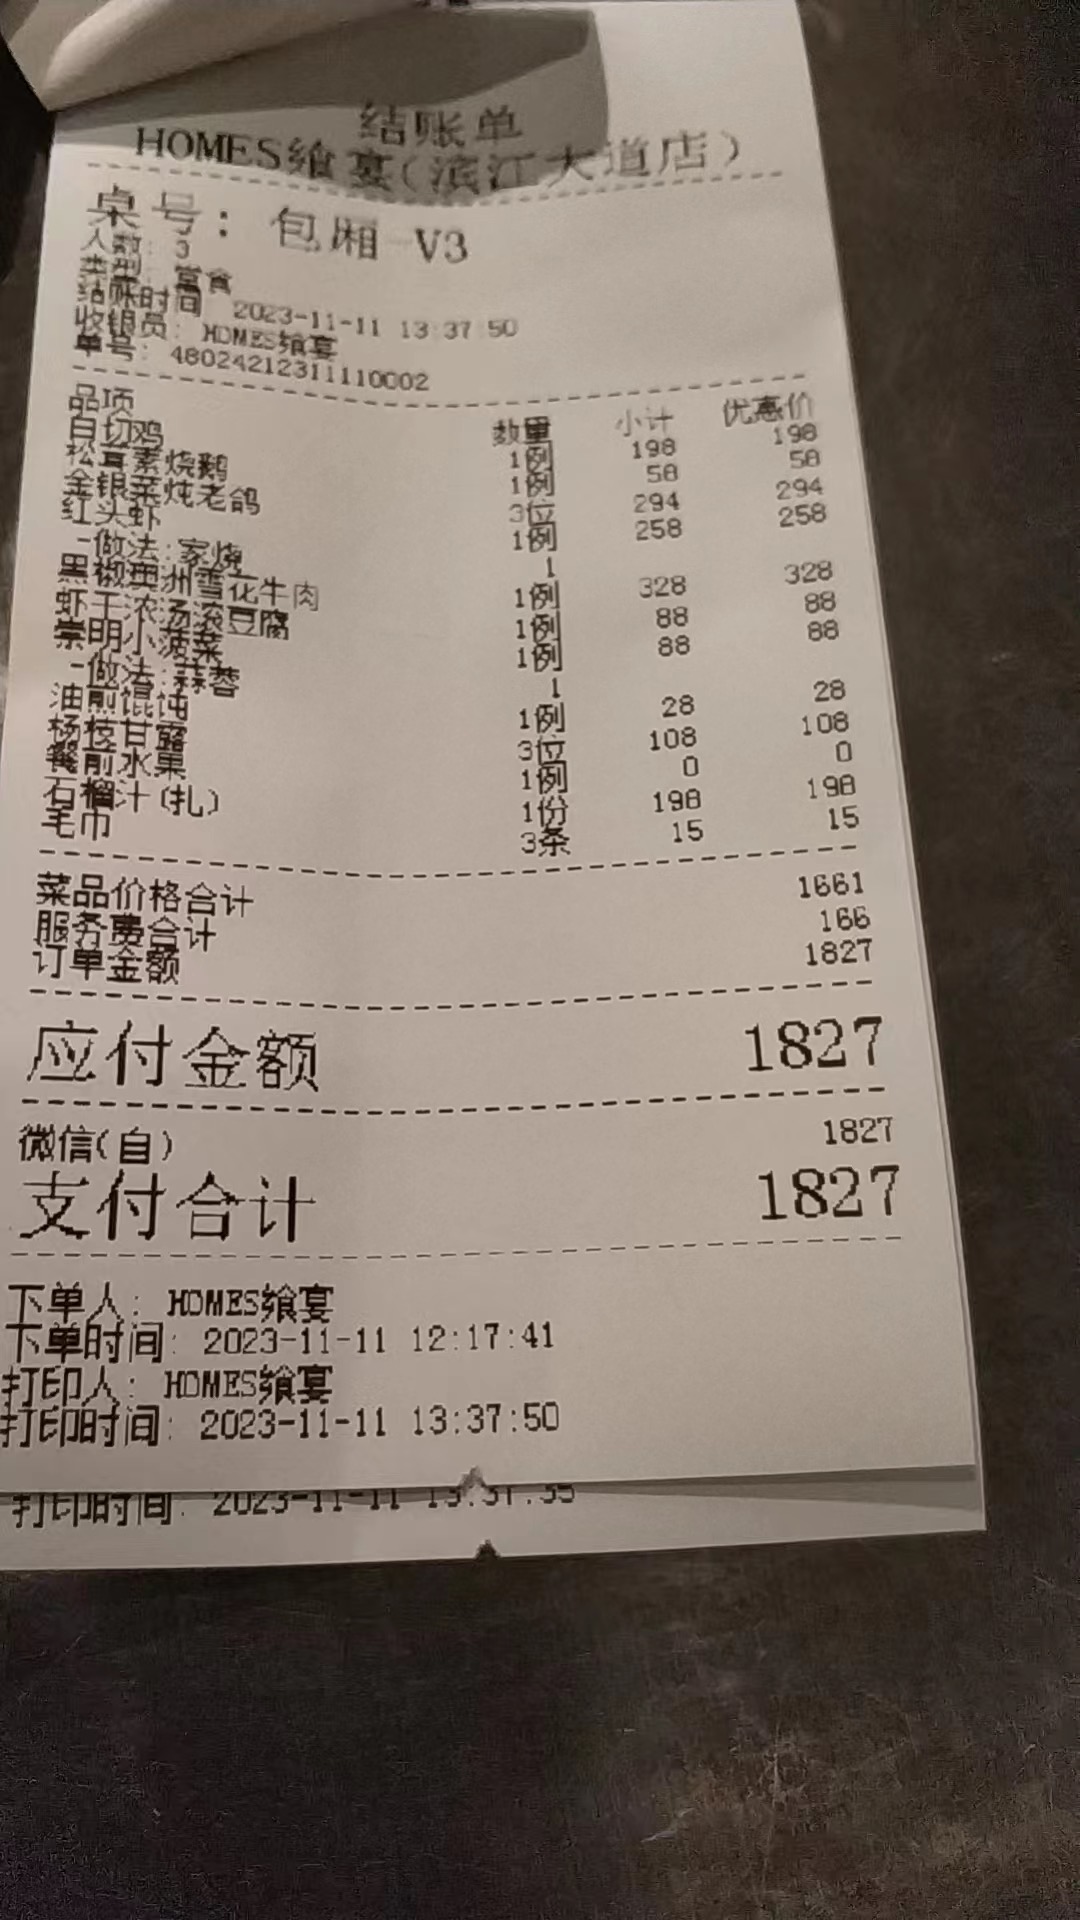 结账单
HOMES飨宴(滨江大道店)
桌号: 包厢-V3
人数: 3
类型: 堂食
结账时间 2023-11-11 13:37:50
收银员: HOMES飨宴
单号: 48024212311110002
品项 数量 小计 优惠价
白切鸡 1例 198 198
松茸素烧鹅 1例 58 58
金银菜炖老鸽 3位 294 294
红头虾 1例 258 258
-做法:家烧 1
黑椒澳洲雪花牛肉 1例 328 328
虾干浓汤滚豆腐 1例 88 88
崇明小菠菜 1例 88 88
-做法:蒜蓉 1
油煎馄饨 1例 28 28
杨枝甘露 3位 108 108
餐前水果 1例 0 0
石榴汁(扎) 1份 198 198
毛巾 3条 15 15
菜品价格合计 1661
服务费合计 166
订单金额 1827
应付金额 1827
微信(自) 1827
支付合计 1827
下单人: HOMES飨宴
下单时间: 2023-11-11 12:17:41
打印人: HOMES飨宴
打印时间: 2023-11-11 13:37:50
打印时间: 2023-11-11 13:37:35